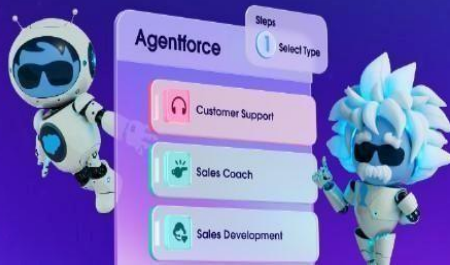 Agentforce
Steps
1 Select Type
Customer Support
Sales Coach
Sales Development